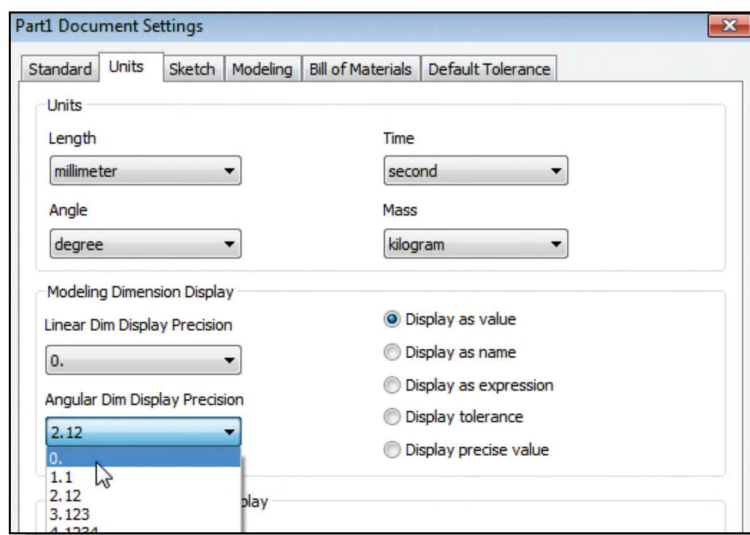 Part1 Document Settings
Standard Units Sketch Modeling Bill of Materials Default Tolerance
Units
Length Time
millimeter second
Angle Mass
degree kilogram
Modeling Dimension Display
Linear Dim Display Precision
Display as value
0.
Display as name
Angular Dim Display Precision
Display as expression
2.12
Display tolerance
0.
Display precise value
1.1
2.12
3.123
4.1234